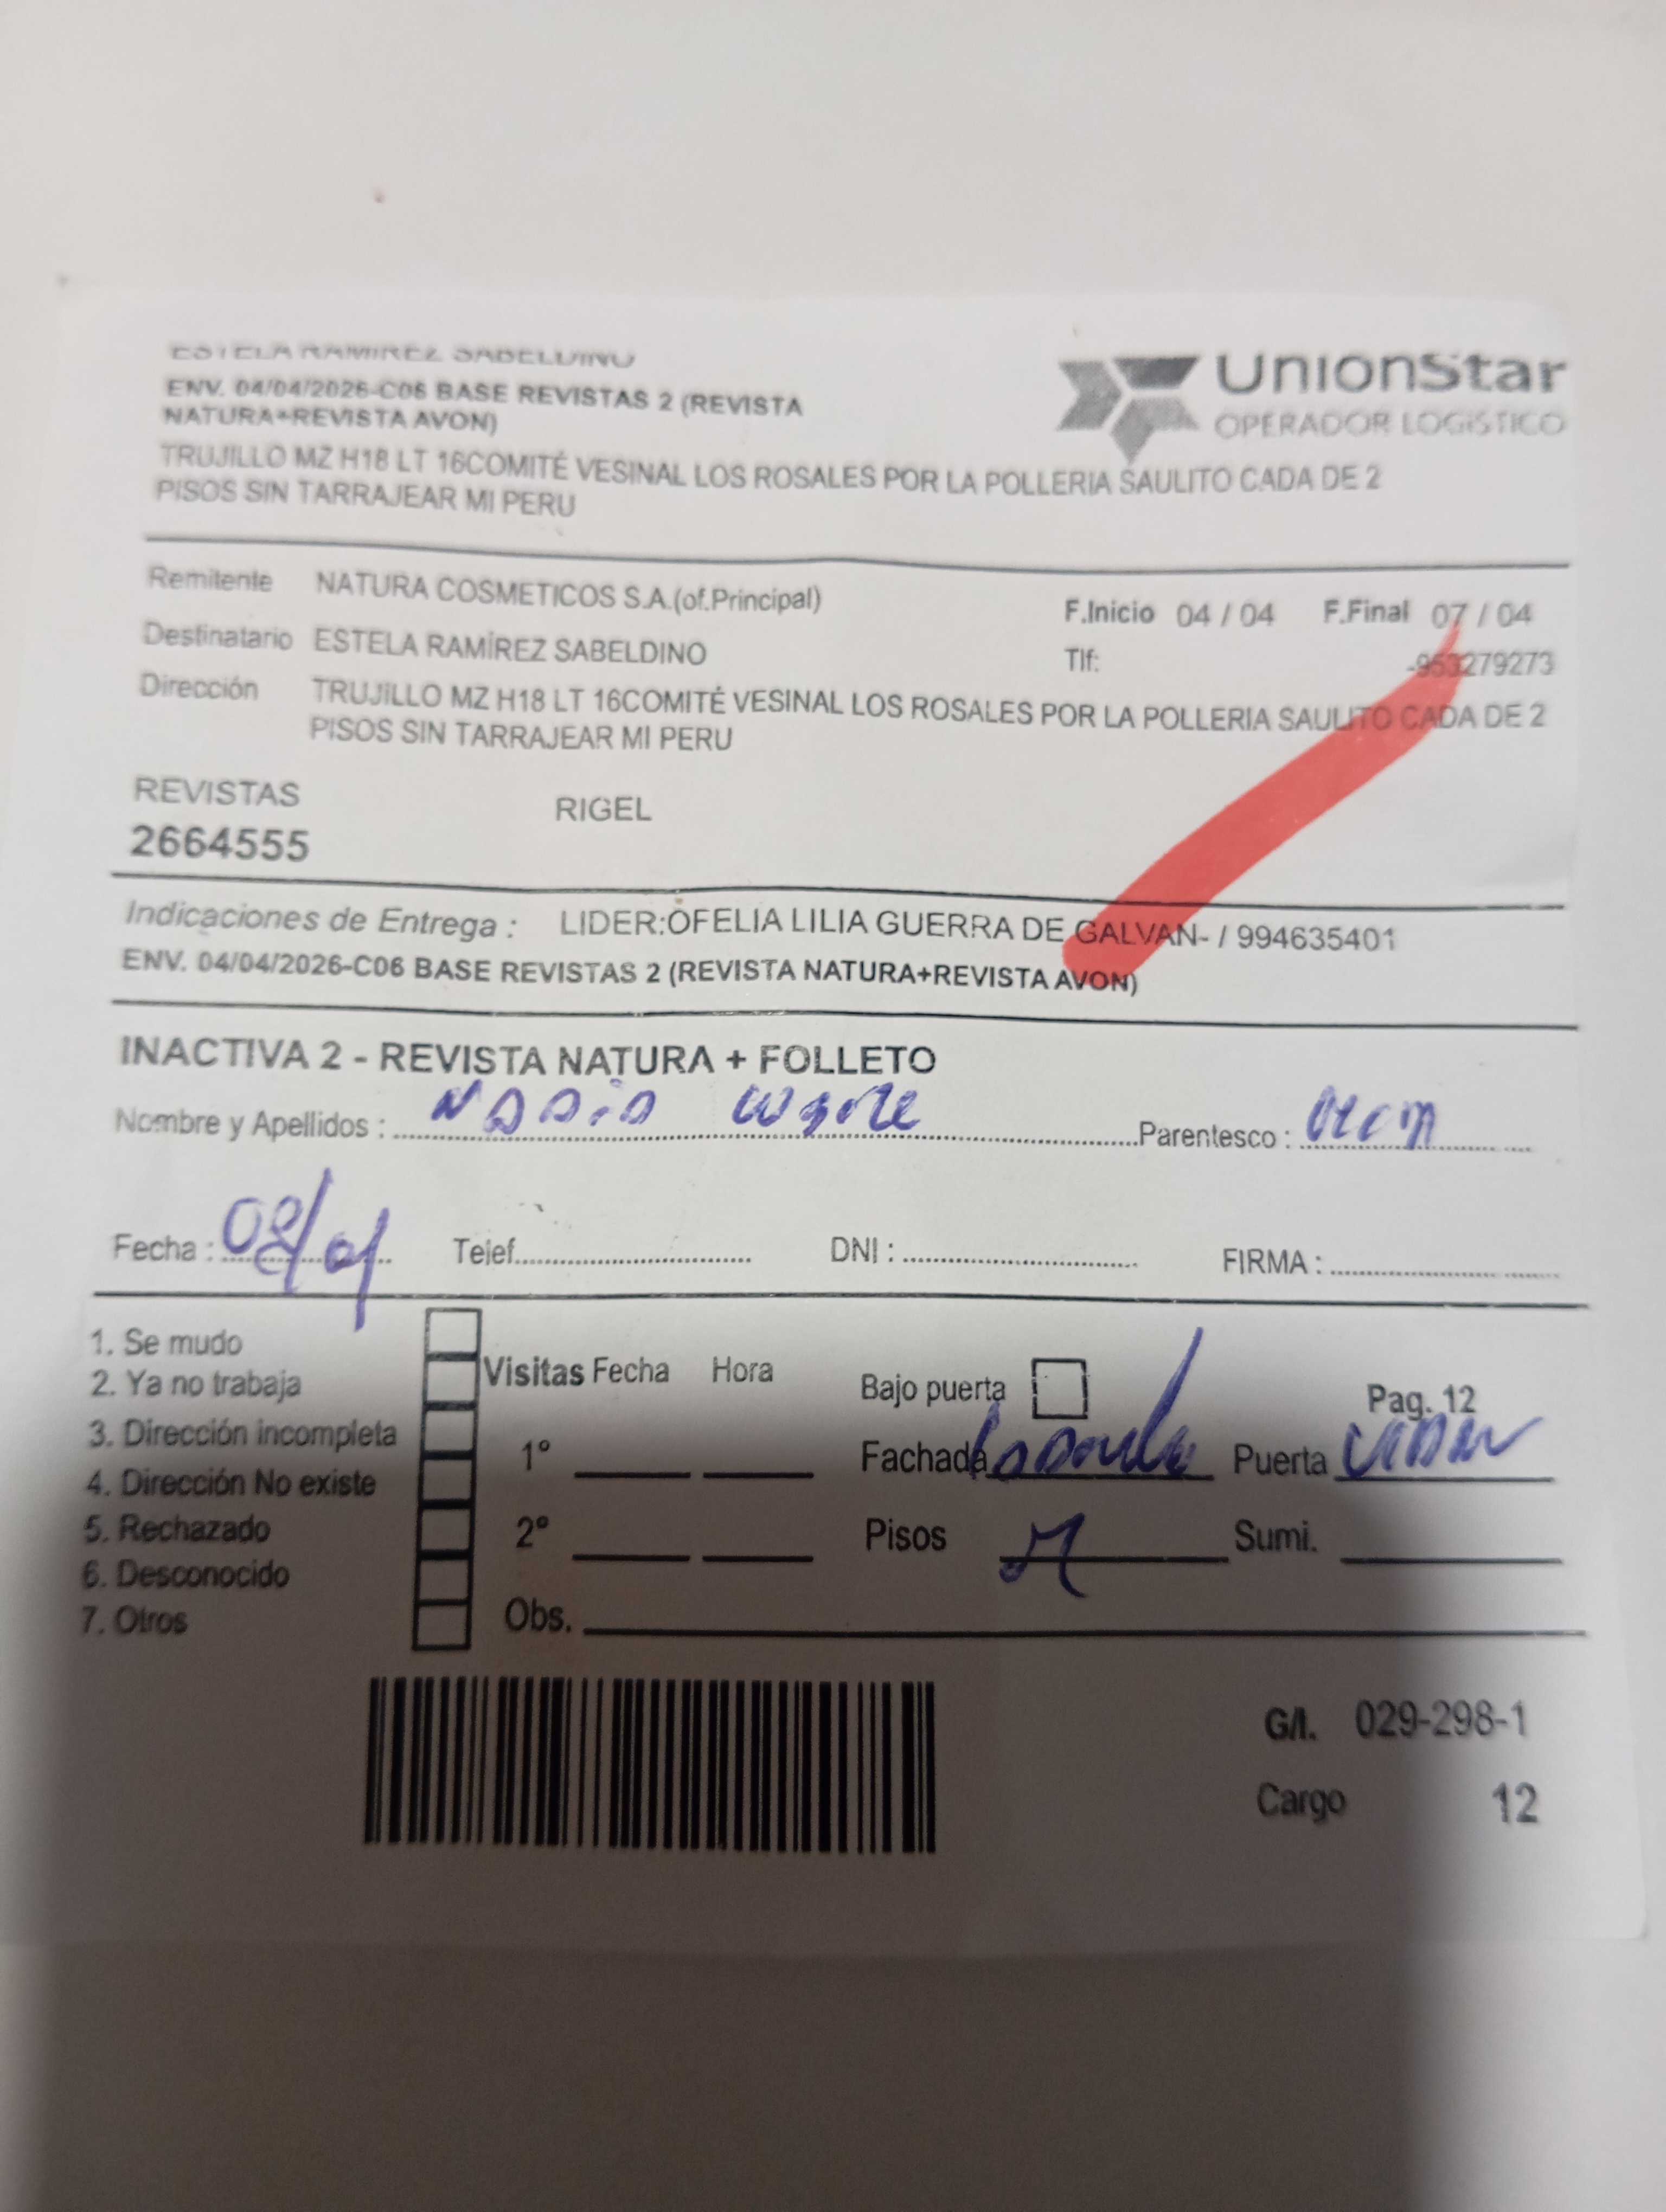 ESTELA RAMIREZ SABELDINO
ENV. 04/04/2026-C06 BASE REVISTAS 2 (REVISTA
NATURA+REVISTA AVON)
UnionStar
OPERADOR LOGÍSTICO
TRUJILLO MZ H18 LT 16COMITÉ VESINAL LOS ROSALES POR LA POLLERIA SAULITO CADA DE 2
PISOS SIN TARRAJEAR MI PERU
Remitente NATURA COSMETICOS S.A.(of.Principal)
F.Inicio 04 / 04 F.Final 07 / 04
Destinatario ESTELA RAMÍREZ SABELDINO
Tlf: -953279273
Dirección TRUJILLO MZ H18 LT 16COMITÉ VESINAL LOS ROSALES POR LA POLLERIA SAULITO CADA DE 2
PISOS SIN TARRAJEAR MI PERU
REVISTAS RIGEL
2664555
Indicaciones de Entrega : LIDER:OFELIA LILIA GUERRA DE GALVAN- / 994635401
ENV. 04/04/2026-C06 BASE REVISTAS 2 (REVISTA NATURA+REVISTA AVON)
INACTIVA 2 - REVISTA NATURA + FOLLETO
Nombre y Apellidos : Parentesco :
Fecha : Telef. DNI : FIRMA :
1. Se mudo
2. Ya no trabaja
3. Dirección incompleta
4. Dirección No existe
5. Rechazado
6. Desconocido
7. Otros
Visitas Fecha Hora
1°
2°
Obs.
Bajo puerta Pag. 12
Fachada Puerta
Pisos Sumi.
G/I. 029-298-1
Cargo 12